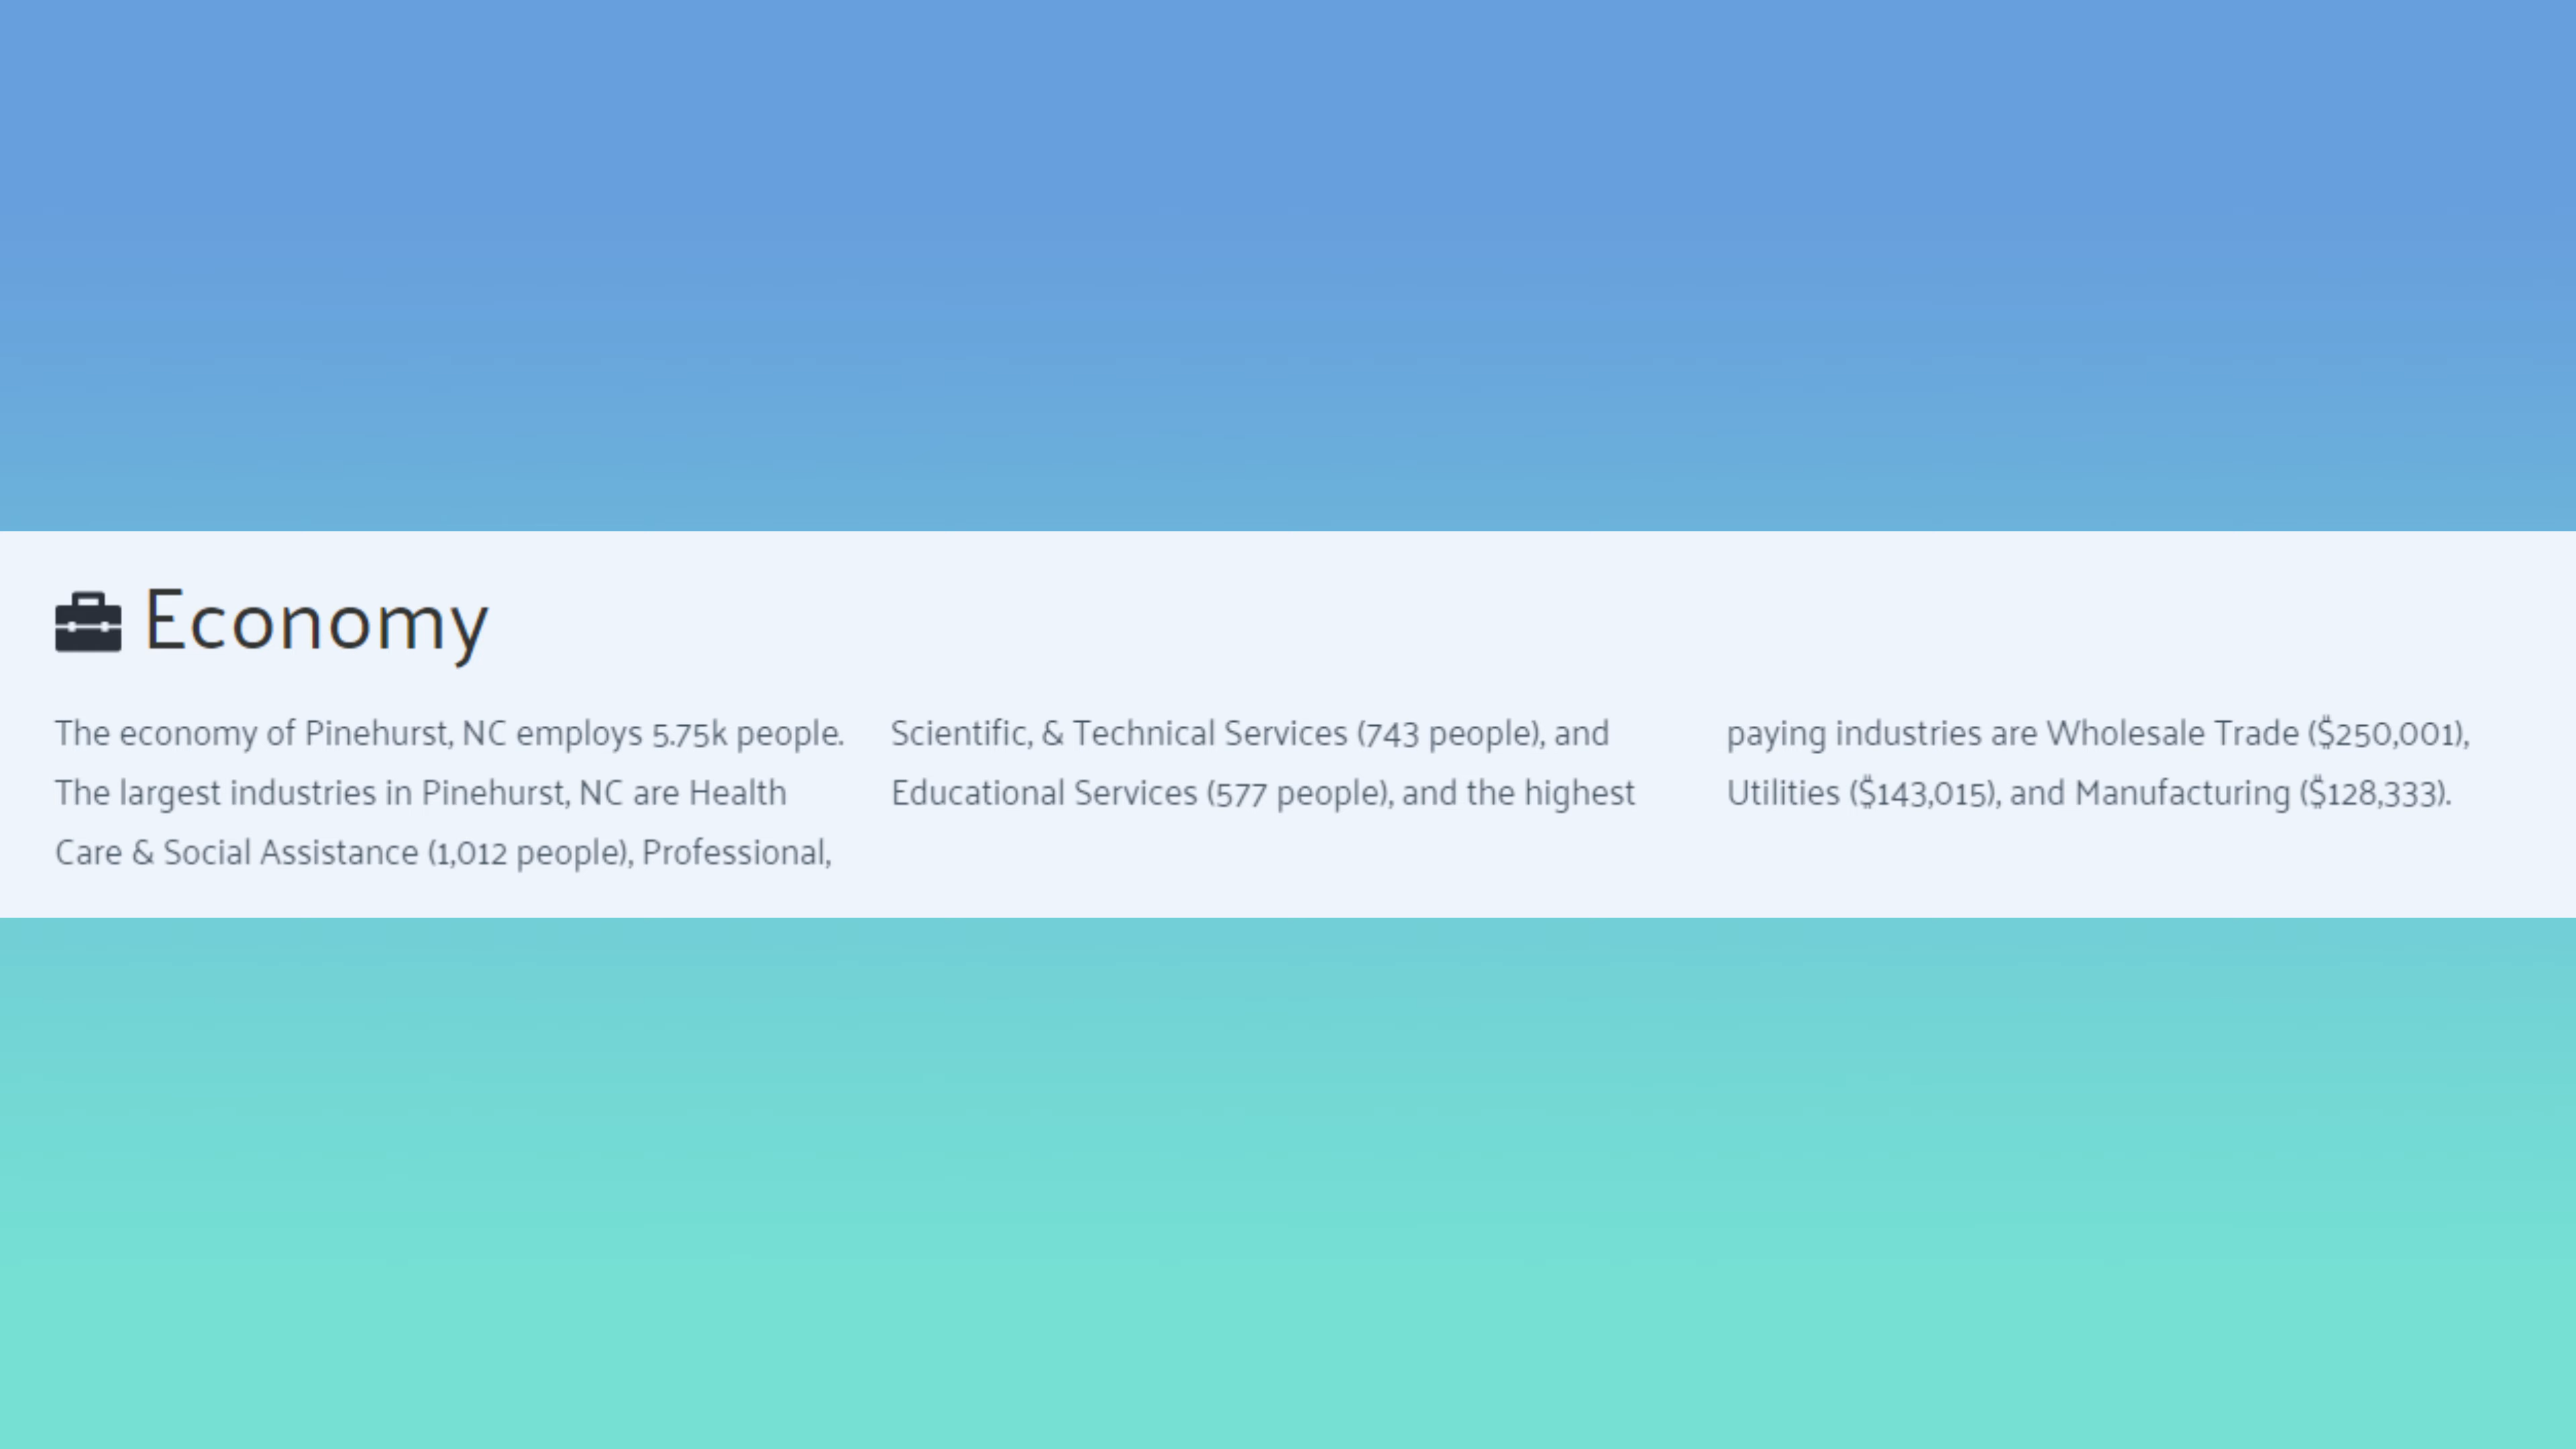 Economy
The economy of Pinehurst, NC employs 5.75k people.
The largest industries in Pinehurst, NC are Health
Care & Social Assistance (1,012 people), Professional,
Scientific, & Technical Services (743 people), and
Educational Services (577 people), and the highest
paying industries are Wholesale Trade ($250,001),
Utilities ($143,015), and Manufacturing ($128,333).